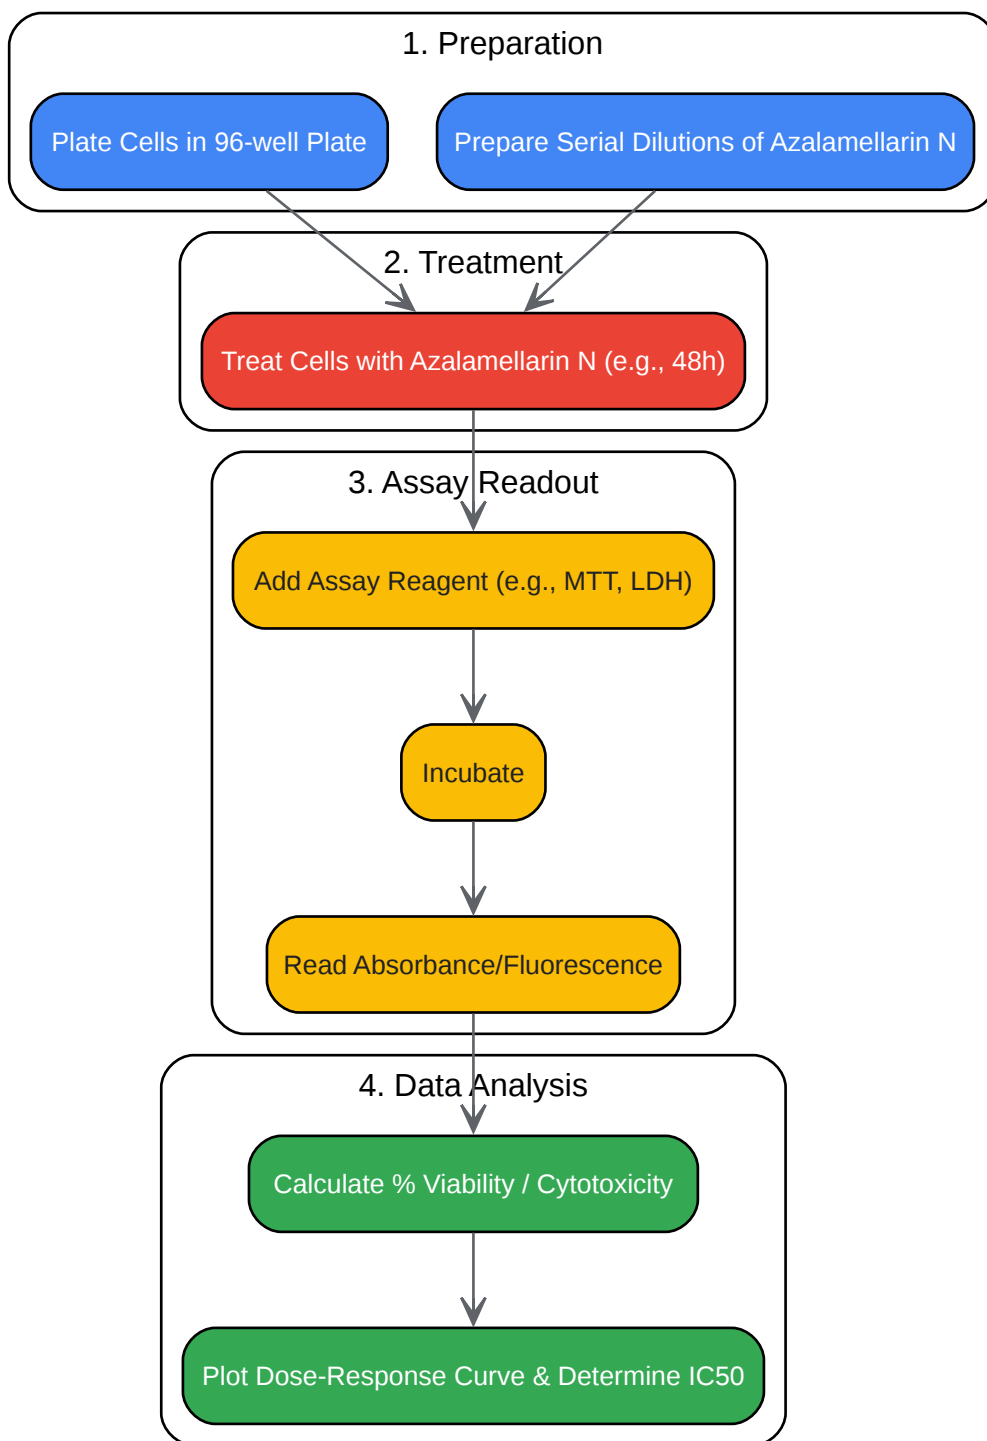 1. Preparation
Plate Cells in 96-well Plate
Prepare Serial Dilutions of Azalamellarin N
2. Treatment
Treat Cells with Azalamellarin N (e.g., 48h)
3. Assay Readout
Add Assay Reagent (e.g., MTT, LDH)
Incubate
Read Absorbance/Fluorescence
4. Data Analysis
Calculate % Viability / Cytotoxicity
Plot Dose-Response Curve & Determine IC50